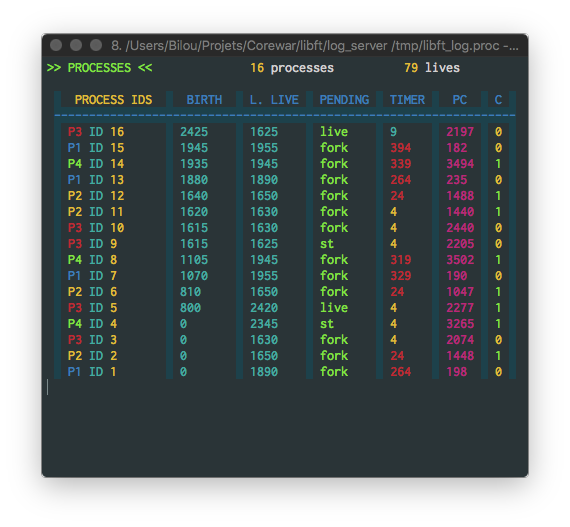 8. /Users/Bilou/Projets/Corewar/libft/log_server /tmp/libft_log.proc -...
>> PROCESSES << 16 processes 79 lives
PROCESS IDS BIRTH L. LIVE PENDING TIMER PC C
P3 ID 16 2425 1625 live 9 2197 0
P1 ID 15 1945 1955 fork 394 182 0
P4 ID 14 1935 1945 fork 339 3494 1
P1 ID 13 1880 1890 fork 264 235 0
P2 ID 12 1640 1650 fork 24 1488 1
P2 ID 11 1620 1630 fork 4 1440 1
P3 ID 10 1615 1630 fork 4 2440 0
P3 ID 9 1615 1625 st 4 2205 0
P4 ID 8 1105 1945 fork 319 3502 1
P1 ID 7 1070 1955 fork 329 190 0
P2 ID 6 810 1650 fork 24 1047 1
P3 ID 5 800 2420 live 4 2277 1
P4 ID 4 0 2345 st 4 3265 1
P3 ID 3 0 1630 fork 4 2074 0
P2 ID 2 0 1650 fork 24 1448 1
P1 ID 1 0 1890 fork 264 198 0